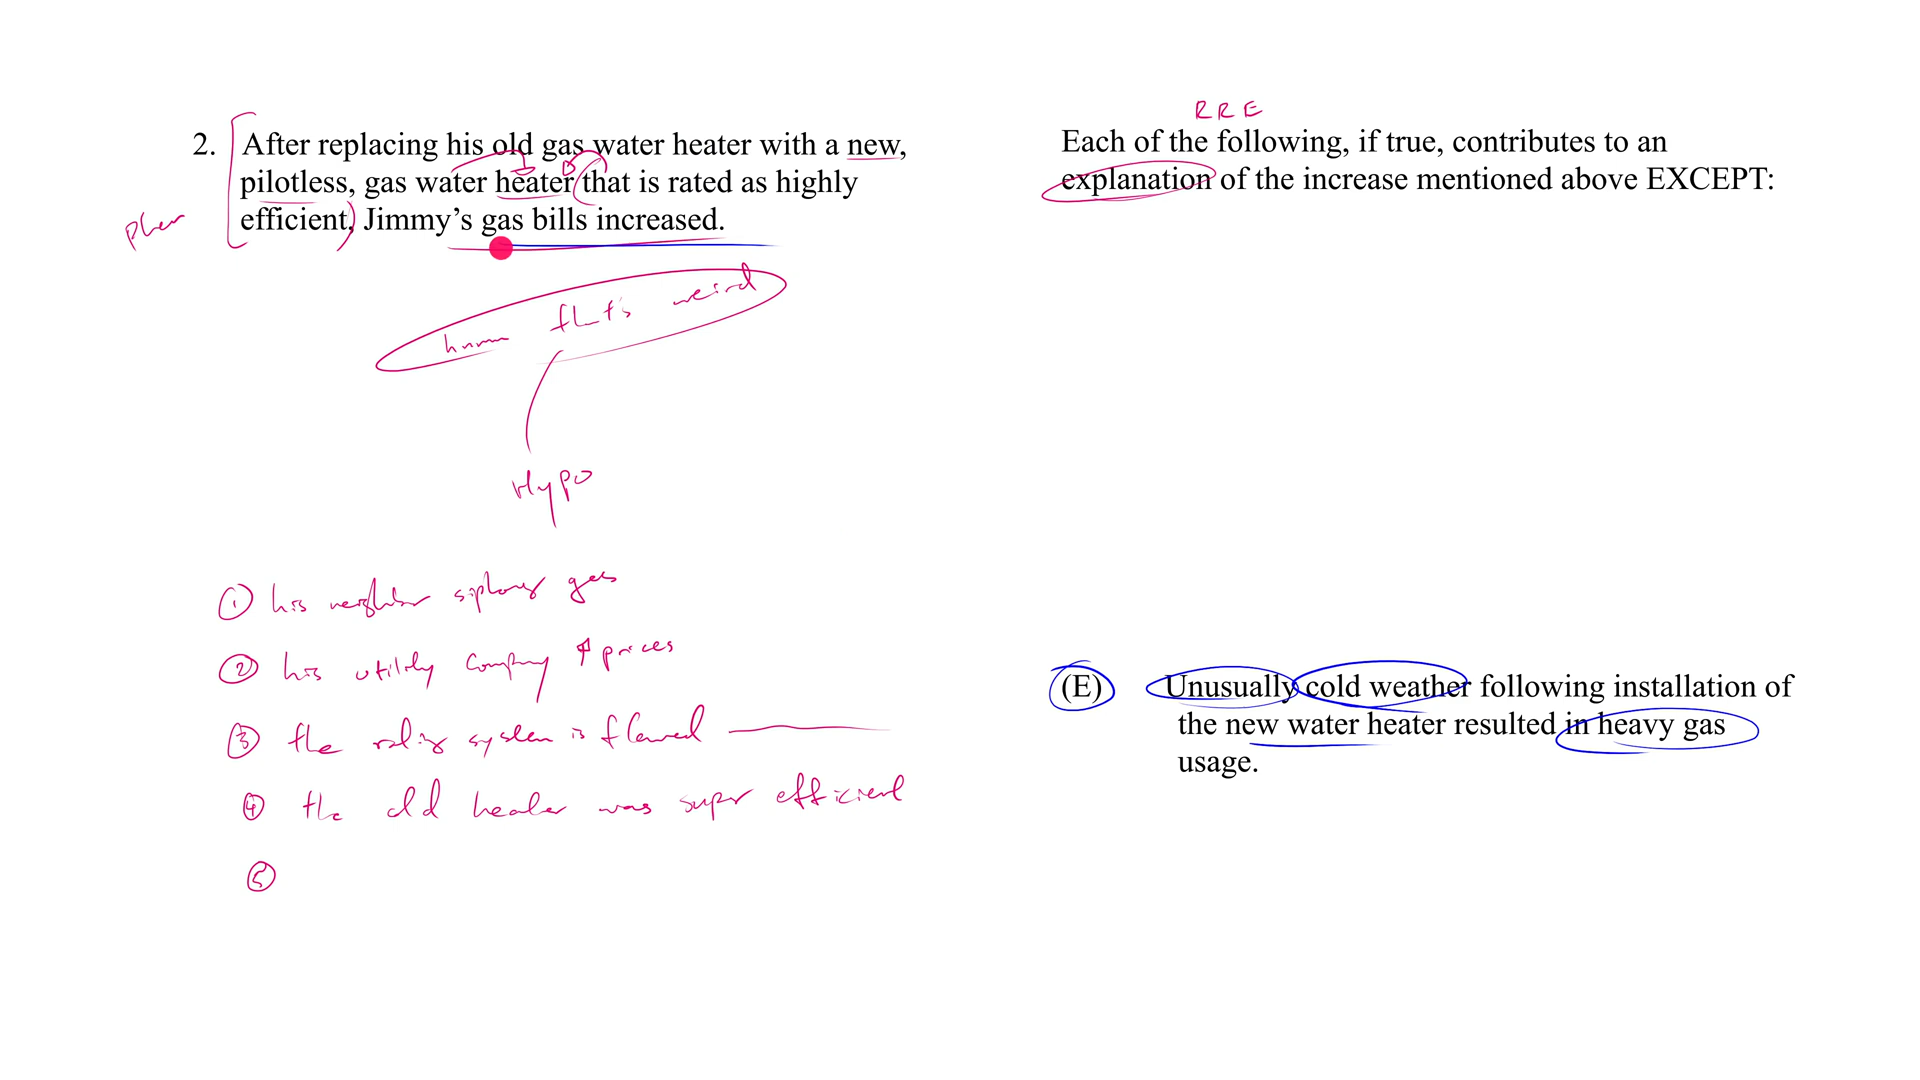 2. After replacing his old gas water heater with a new,
pilotless, gas water heater that is rated as highly
efficient, Jimmy's gas bills increased.
phen
hmm that's weird
Hypo
① his neighbor siphons gas
② his utility company ↑ prices
③ the rating system is flawed
④ the old heater was super efficient
⑤
RRE
Each of the following, if true, contributes to an
explanation of the increase mentioned above EXCEPT:
(E) Unusually cold weather following installation of
the new water heater resulted in heavy gas
usage.